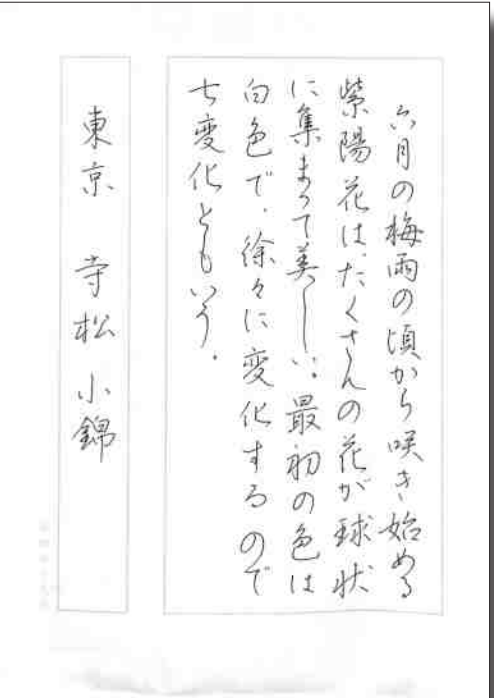 六月の梅雨の頃から咲き始める
紫陽花は、たくさんの花が球状
に集まって美しい。最初の色は
白色で、徐々に変化するので
七変化ともいう。
東京 寺松小錦